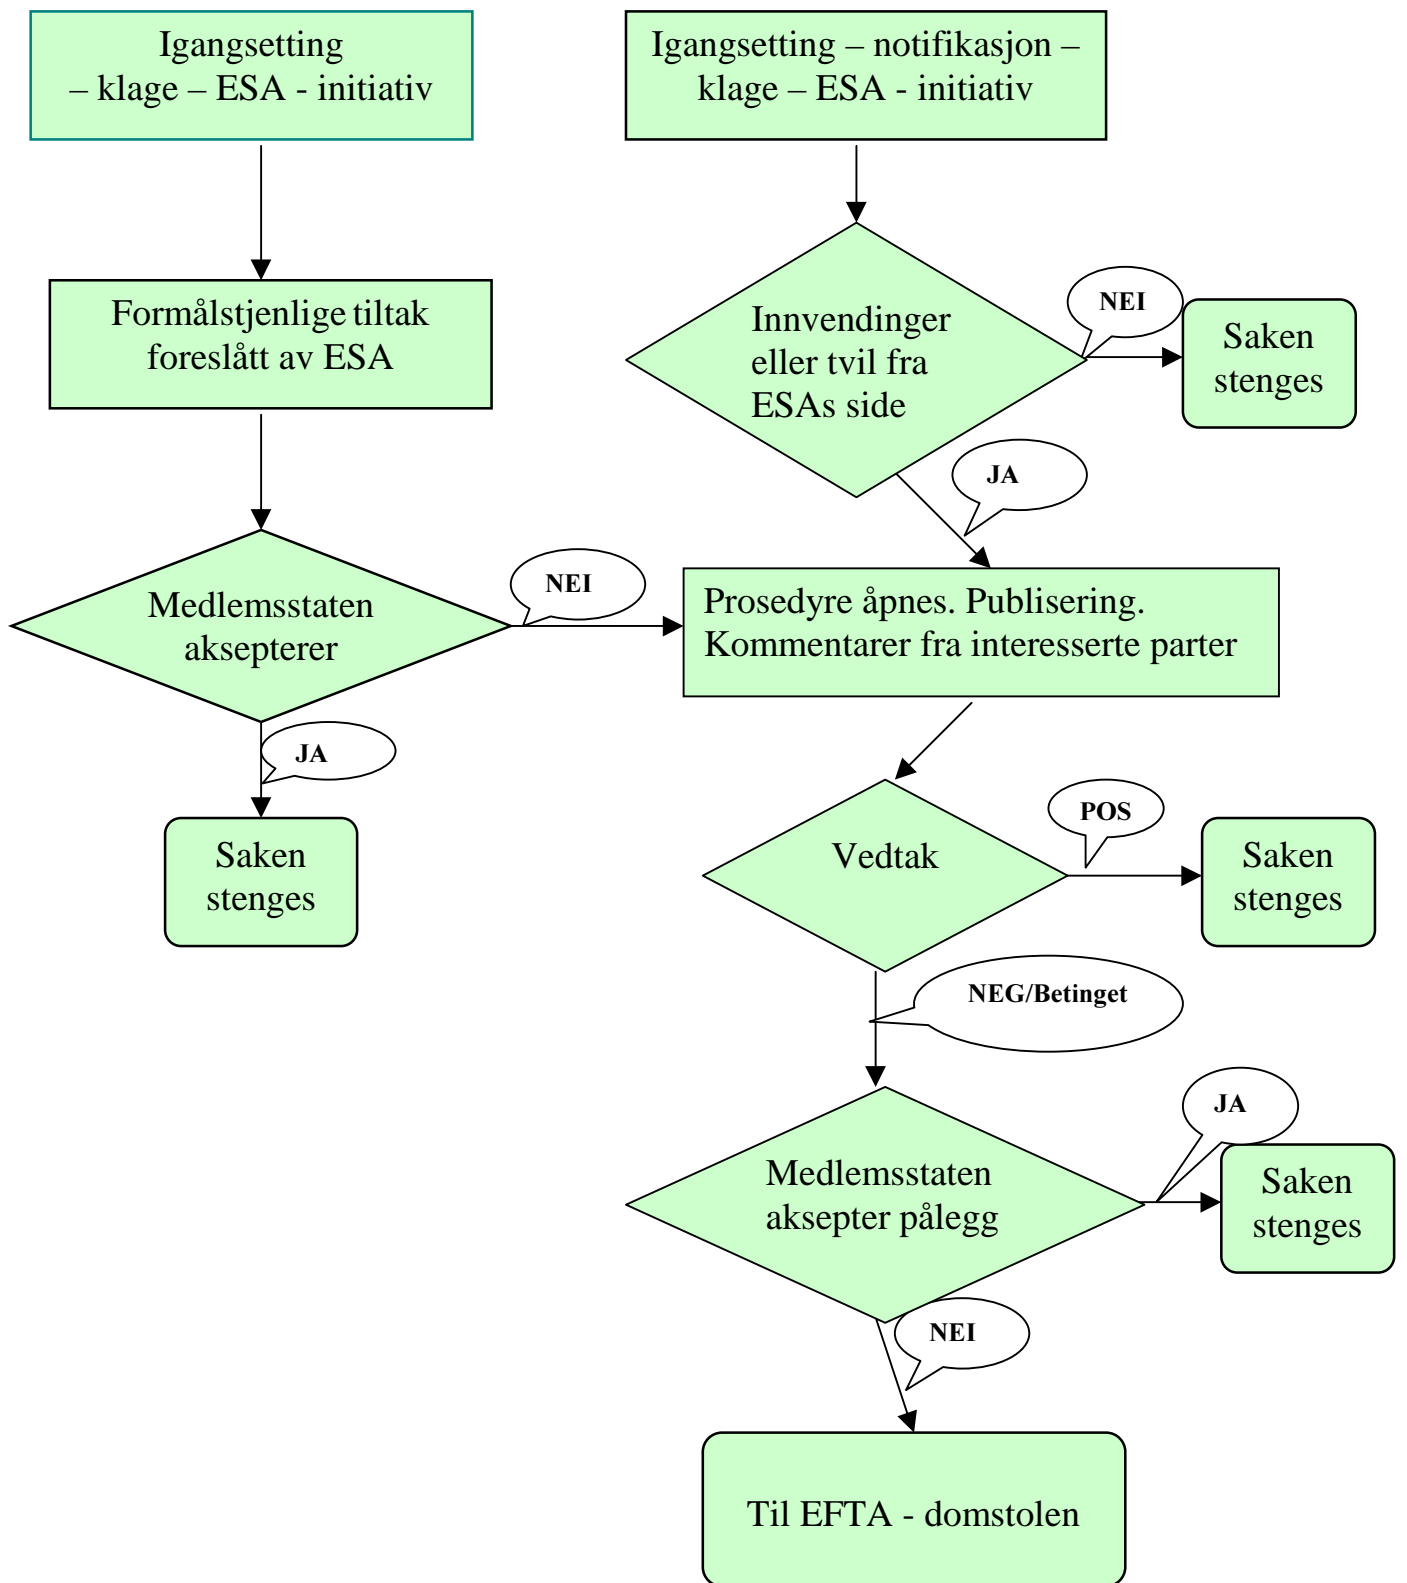 Igangsetting
– klage – ESA - initiativ
Igangsetting – notifikasjon –
klage – ESA - initiativ
Formålstjenlige tiltak
foreslått av ESA
Innvendinger
eller tvil fra
ESAs side
NEI
Saken
stenges
JA
Medlemsstaten
aksepterer
NEI
Prosedyre åpnes. Publisering.
Kommentarer fra interesserte parter
JA
Saken
stenges
Vedtak
POS
Saken
stenges
NEG/Betinget
Medlemsstaten
aksepter pålegg
JA
Saken
stenges
NEI
Til EFTA - domstolen